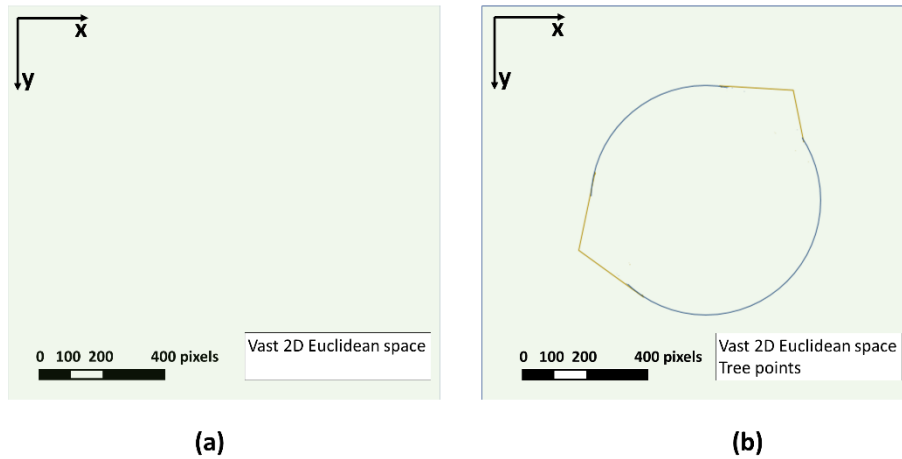 x
y
Vast 2D Euclidean space
0 100 200 400 pixels
(a)
x
y
Vast 2D Euclidean space
Tree points
0 100 200 400 pixels
(b)